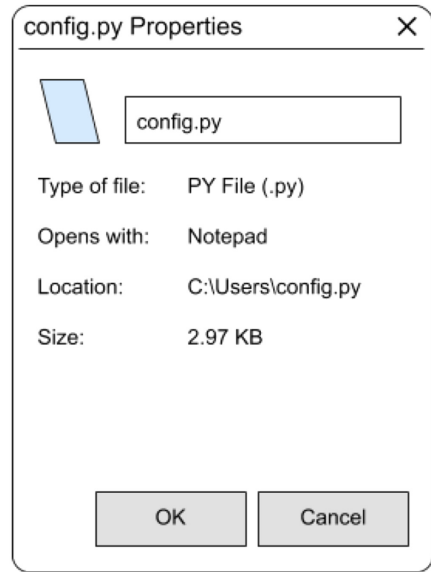 config.py Properties
config.py
Type of file: PY File (.py)
Opens with: Notepad
Location: C:\Users\config.py
Size: 2.97 KB
OK Cancel